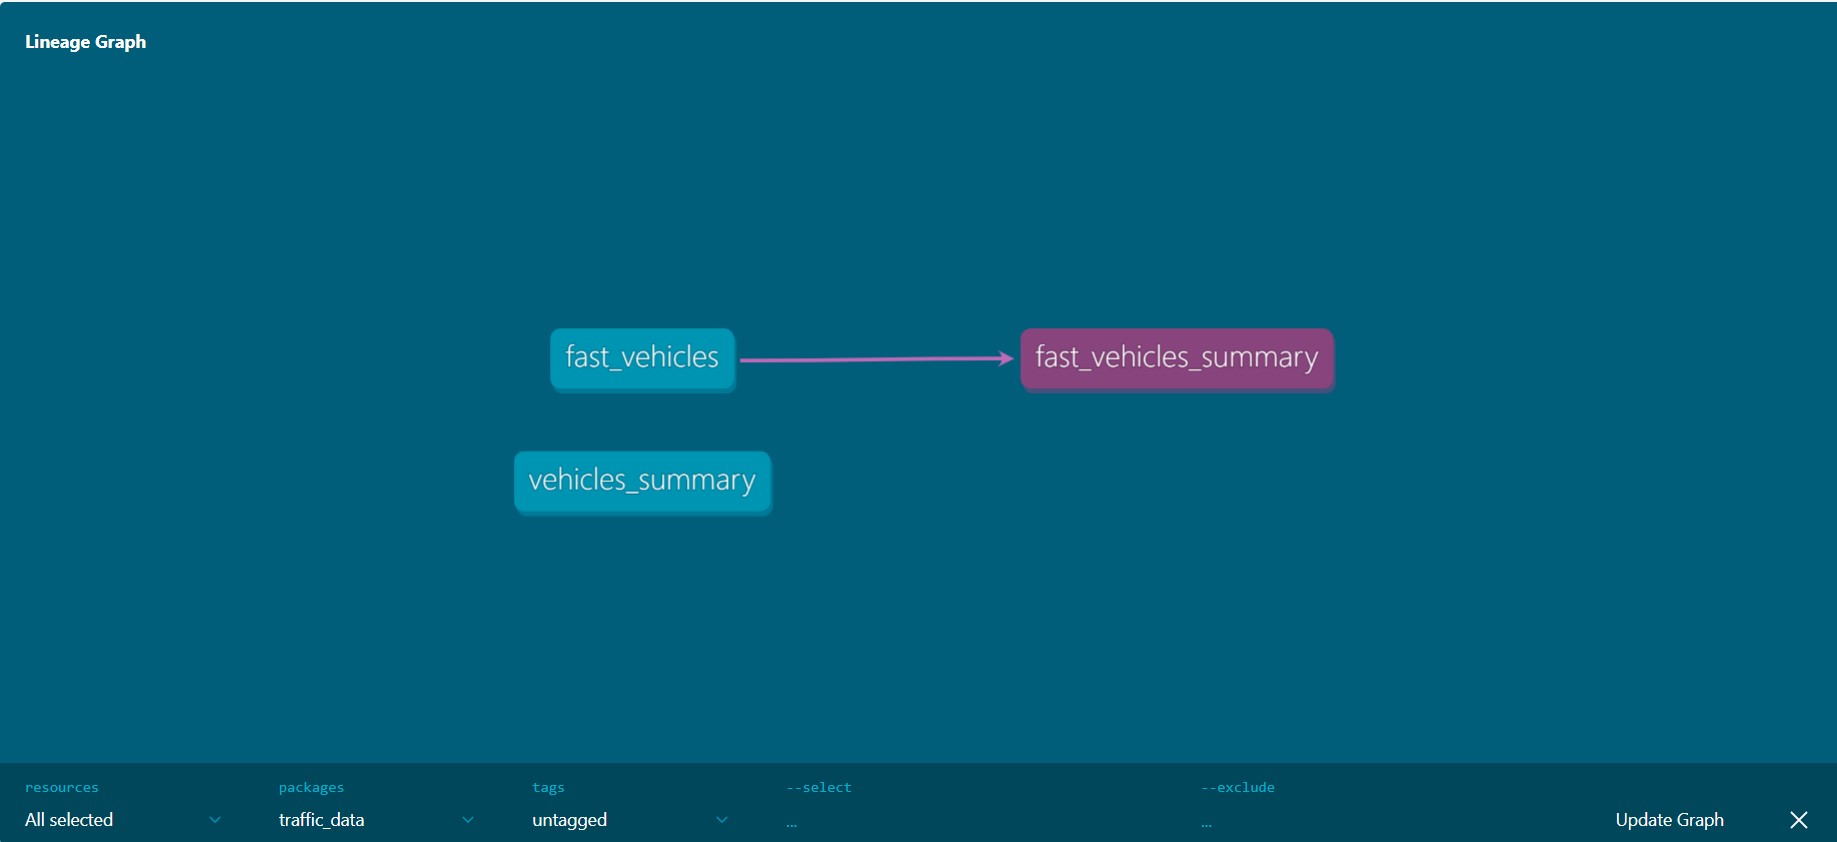 Lineage Graph
fast_vehicles
fast_vehicles_summary
vehicles_summary
resources
packages
tags
--select
--exclude
All selected
traffic_data
untagged
...
...
Update Graph